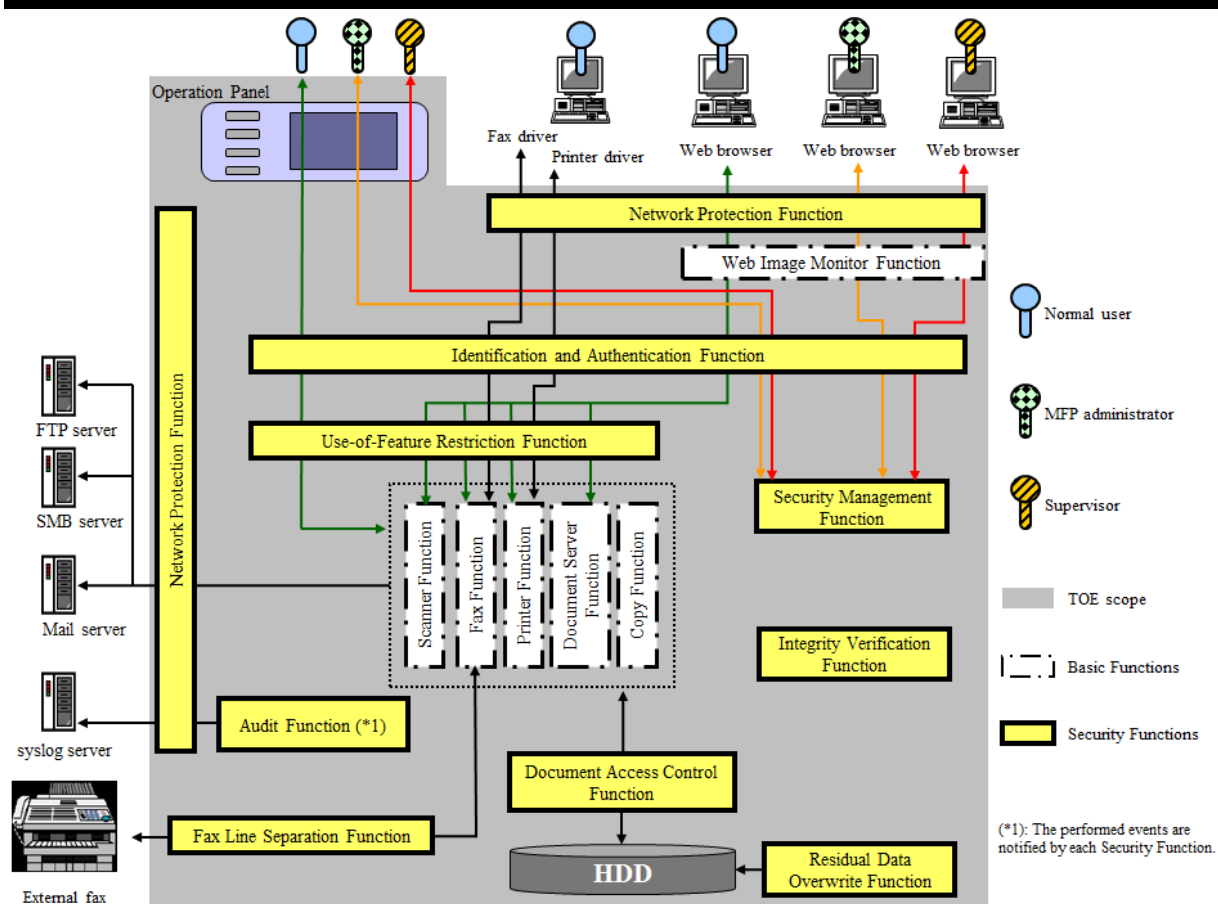 Operation Panel
Fax driver
Printer driver
Web browser
Web browser
Web browser
Network Protection Function
Web Image Monitor Function
Normal user
Identification and Authentication Function
Network Protection Function
FTP server
MFP administrator
Use-of-Feature Restriction Function
SMB server
Security Management
Function
Supervisor
Scanner Function
Fax Function
Printer Function
Document Server
Function
Copy Function
TOE scope
Mail server
Integrity Verification
Function
Basic Functions
Audit Function (*1)
syslog server
Security Functions
Document Access Control
Function
Fax Line Separation Function
(*1): The performed events are
notified by each Security Function.
HDD
Residual Data
Overwrite Function
External fax